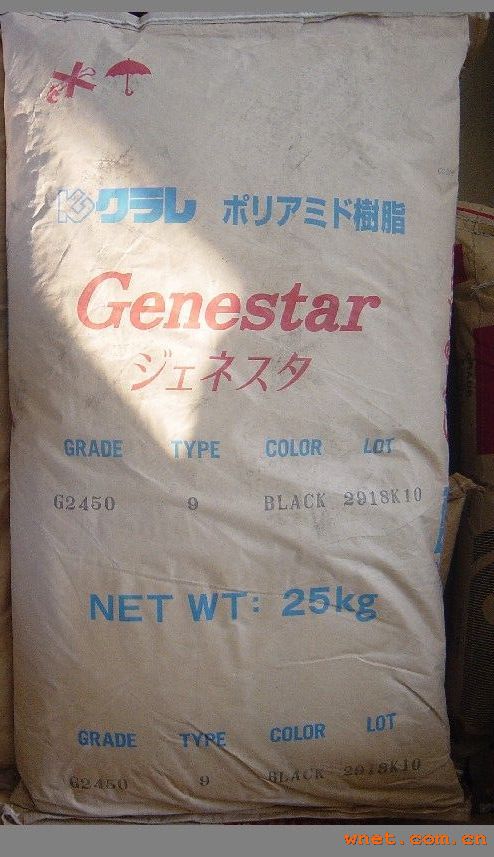 クラレ ポリアミド樹脂
Genestar
ジェネスタ
GRADE TYPE COLOR LOT
G2450 9 BLACK 2918K10
NET WT: 25kg
GRADE TYPE COLOR LOT
G2450 9 BLACK 2918K10
wnet.com.cn